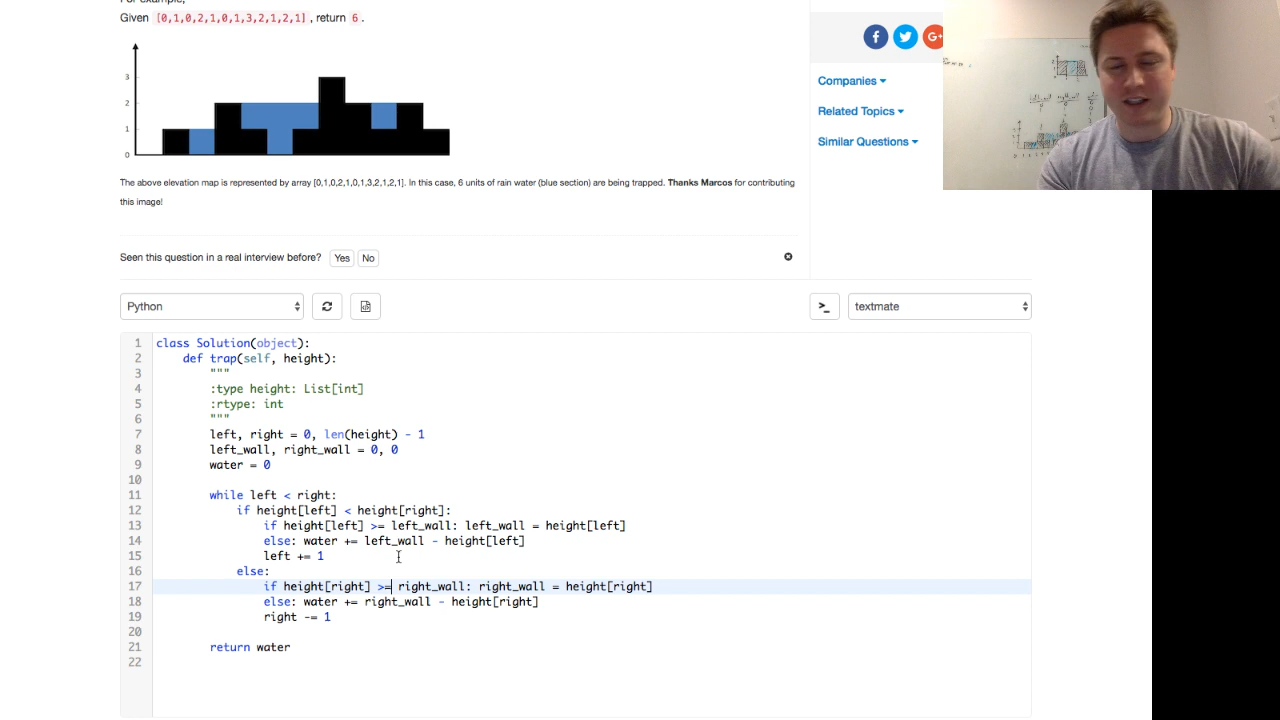 For example,
Given [0,1,0,2,1,0,1,3,2,1,2,1], return 6.
3
2
1
0
The above elevation map is represented by array [0,1,0,2,1,0,1,3,2,1,2,1]. In this case, 6 units of rain water (blue section) are being trapped. Thanks Marcos for contributing
this image!
Companies
Related Topics
Similar Questions
Seen this question in a real interview before? Yes No
Python
>_
textmate
1 class Solution(object):
2 def trap(self, height):
3 """
4 :type height: List[int]
5 :rtype: int
6 """
7 left, right = 0, len(height) - 1
8 left_wall, right_wall = 0, 0
9 water = 0
10
11 while left < right:
12 if height[left] < height[right]:
13 if height[left] >= left_wall: left_wall = height[left]
14 else: water += left_wall - height[left]
15 left += 1
16 else:
17 if height[right] >= right_wall: right_wall = height[right]
18 else: water += right_wall - height[right]
19 right -= 1
20
21 return water
22